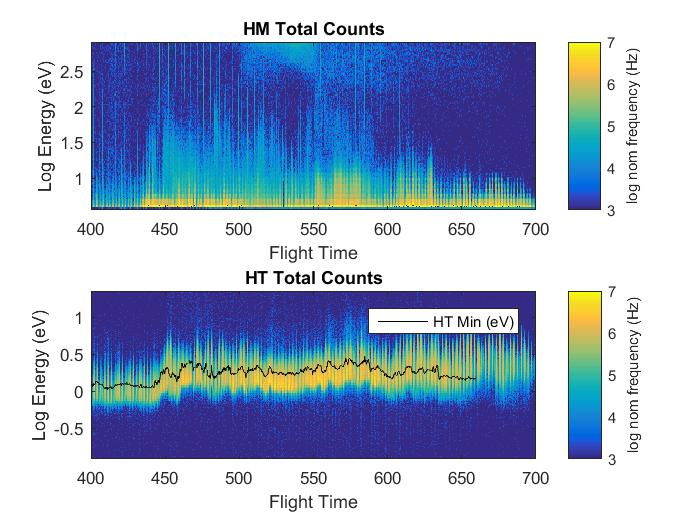 HM Total Counts
Log Energy (eV)
2.5
2
1.5
1
400 450 500 550 600 650 700
Flight Time
7
6
5
4
3
log nom frequency (Hz)
HT Total Counts
Log Energy (eV)
1
0.5
0
-0.5
HT Min (eV)
400 450 500 550 600 650 700
Flight Time
7
6
5
4
3
log nom frequency (Hz)